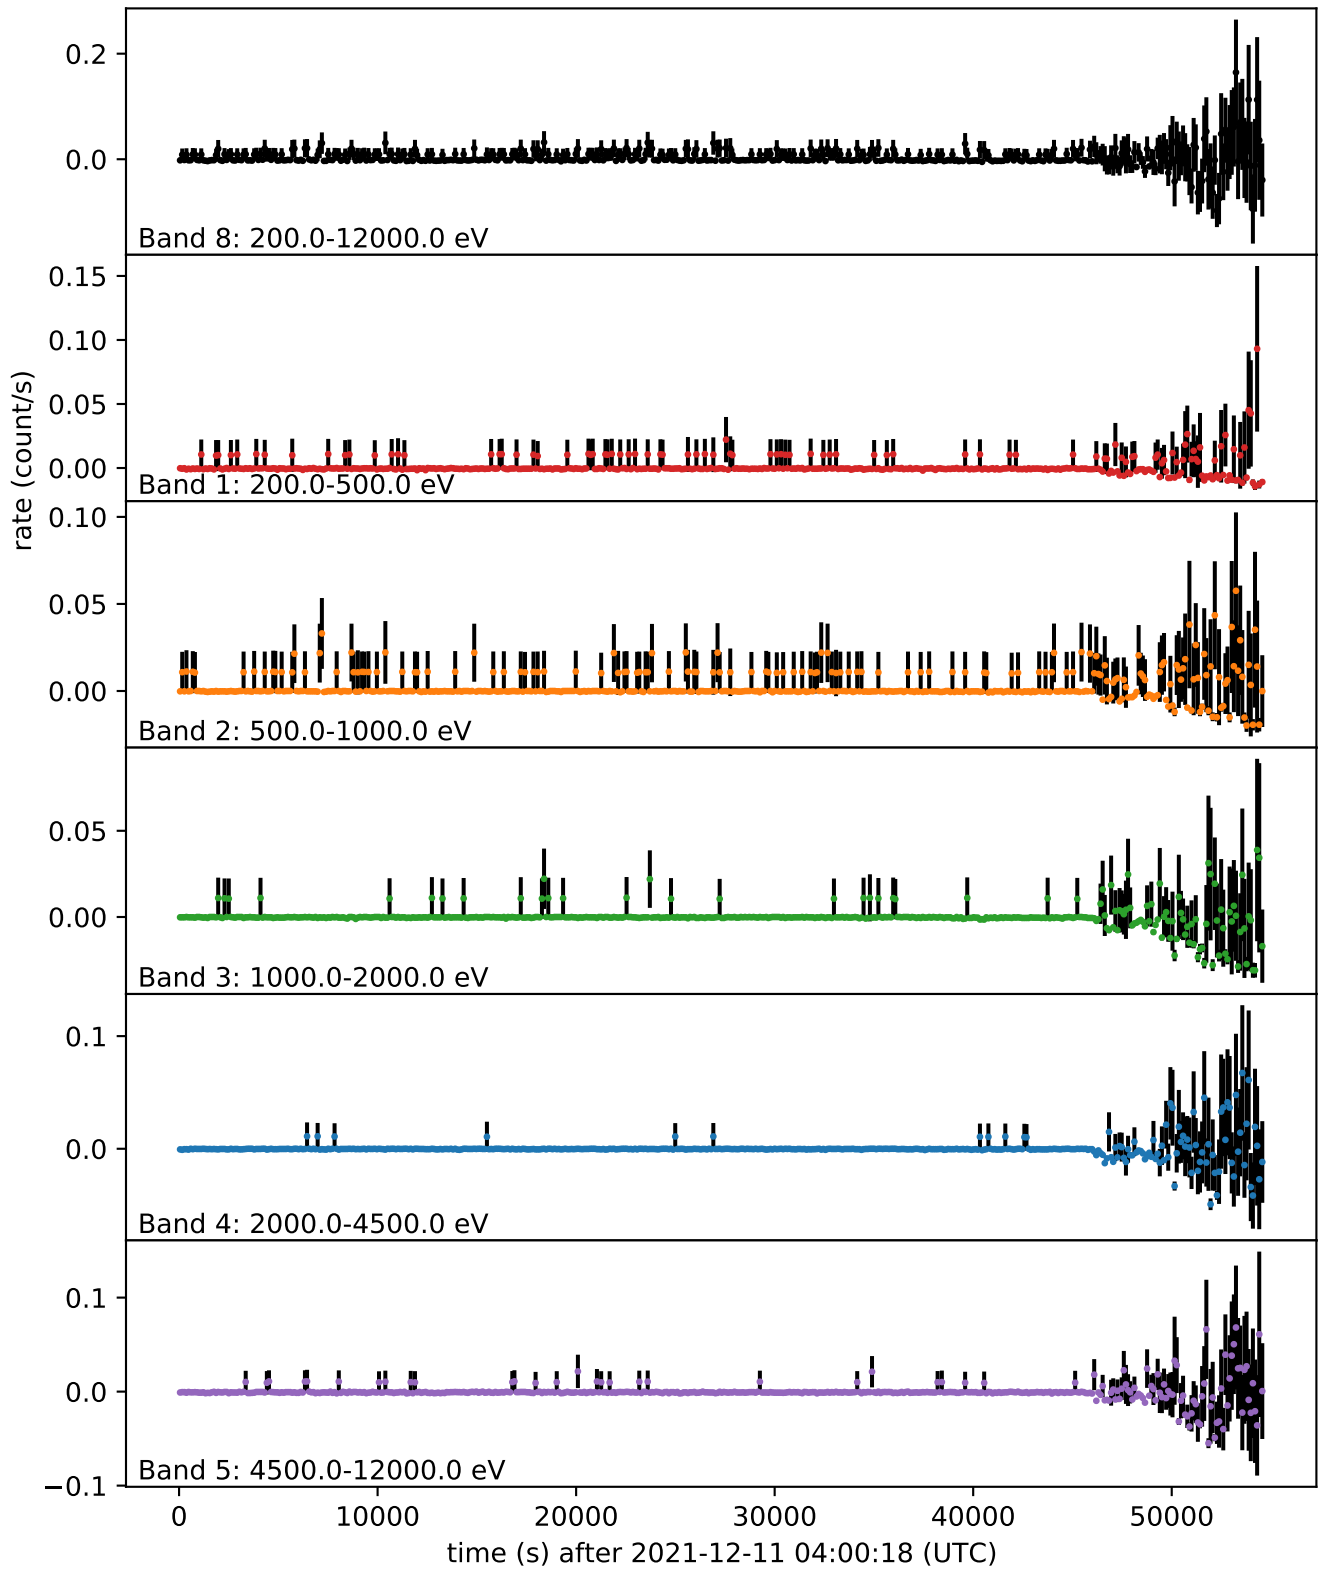 0.2
0.0
Band 8: 200.0-12000.0 eV
0.15
0.10
0.05
0.00
Band 1: 200.0-500.0 eV
rate (count/s)
0.10
0.05
0.00
Band 2: 500.0-1000.0 eV
0.05
0.00
Band 3: 1000.0-2000.0 eV
0.1
0.0
Band 4: 2000.0-4500.0 eV
0.1
0.0
−0.1
Band 5: 4500.0-12000.0 eV
0 10000 20000 30000 40000 50000
time (s) after 2021-12-11 04:00:18 (UTC)